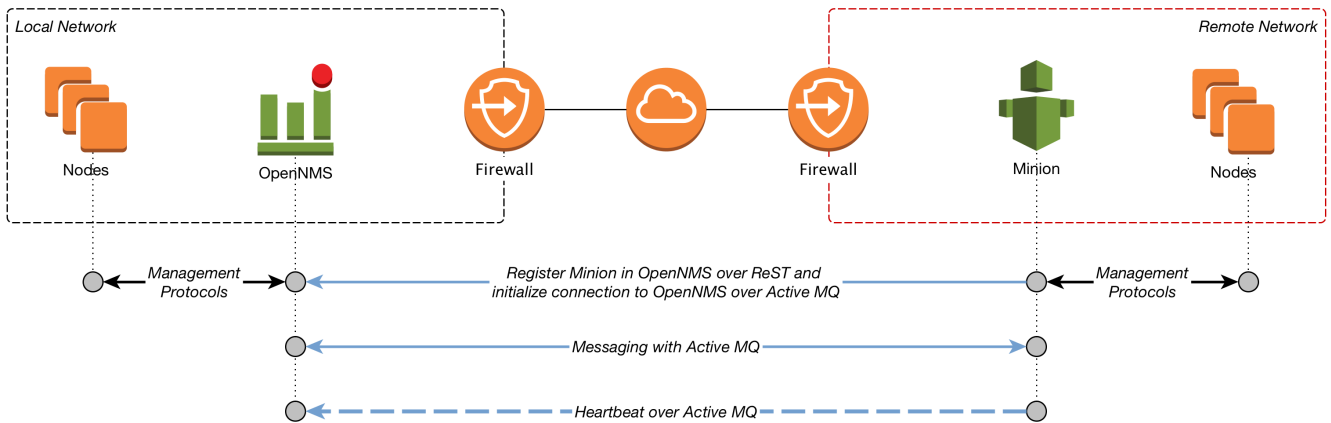 Local Network
Remote Network
Nodes
OpenNMS
Firewall
Firewall
Minion
Nodes
Management
Protocols
Register Minion in OpenNMS over ReST and
initialize connection to OpenNMS over Active MQ
Management
Protocols
Messaging with Active MQ
Heartbeat over Active MQ